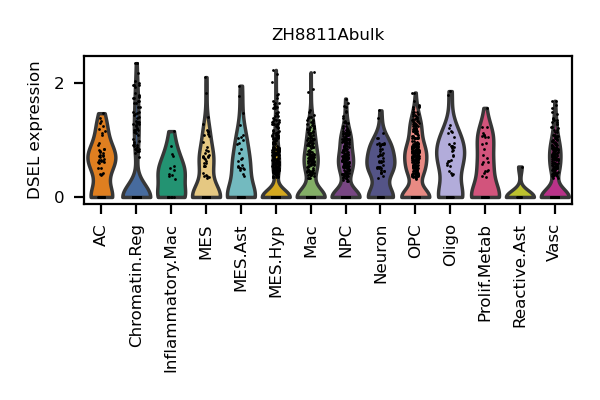 ZH8811Abulk
DSEL expression
2
0
AC
Chromatin.Reg
Inflammatory.Mac
MES
MES.Ast
MES.Hyp
Mac
NPC
Neuron
OPC
Oligo
Prolif.Metab
Reactive.Ast
Vasc